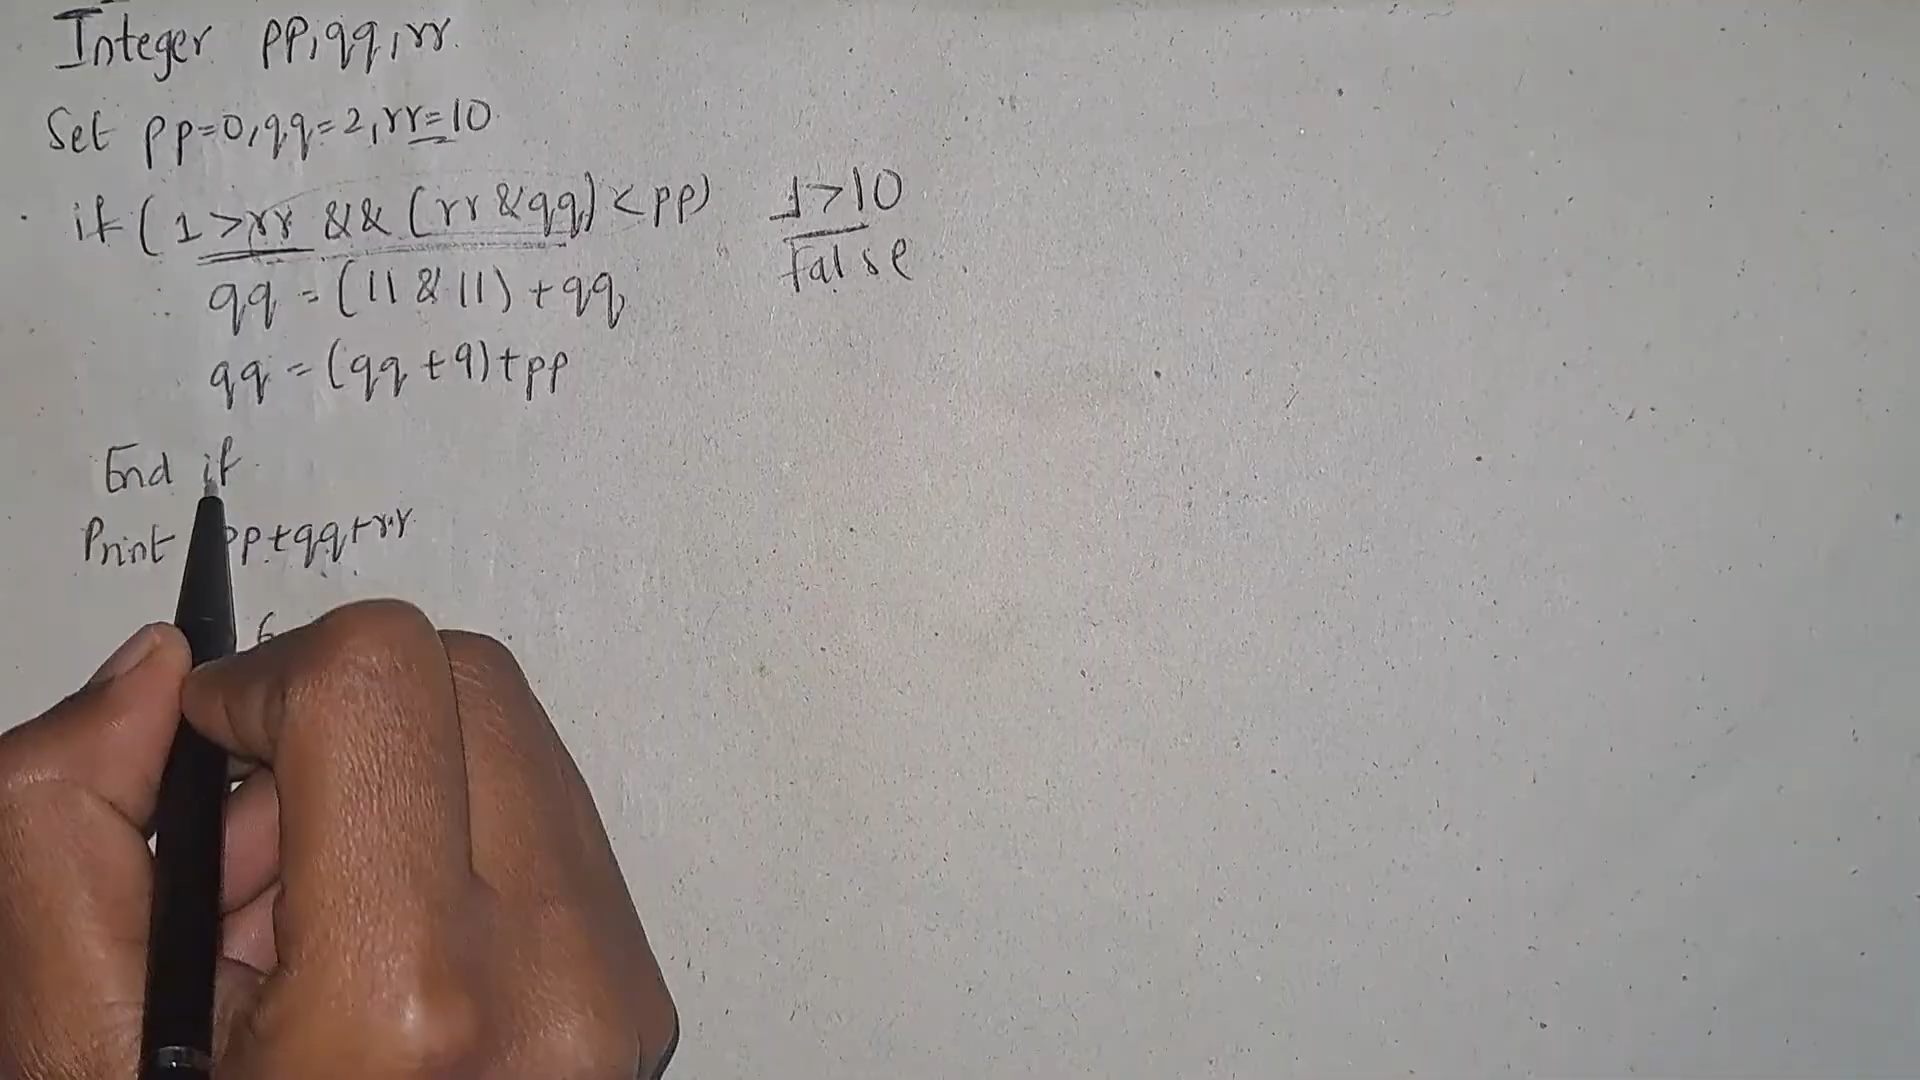 Integer pp,qq,rr.
Set pp=0,qq=2,rr=10
if (1>rr && (rr&qq)<pp) 1>10
False
qq = (11&11)+qq
qq = (qq+9)+pp
End if
Print pp+qq+rr
6